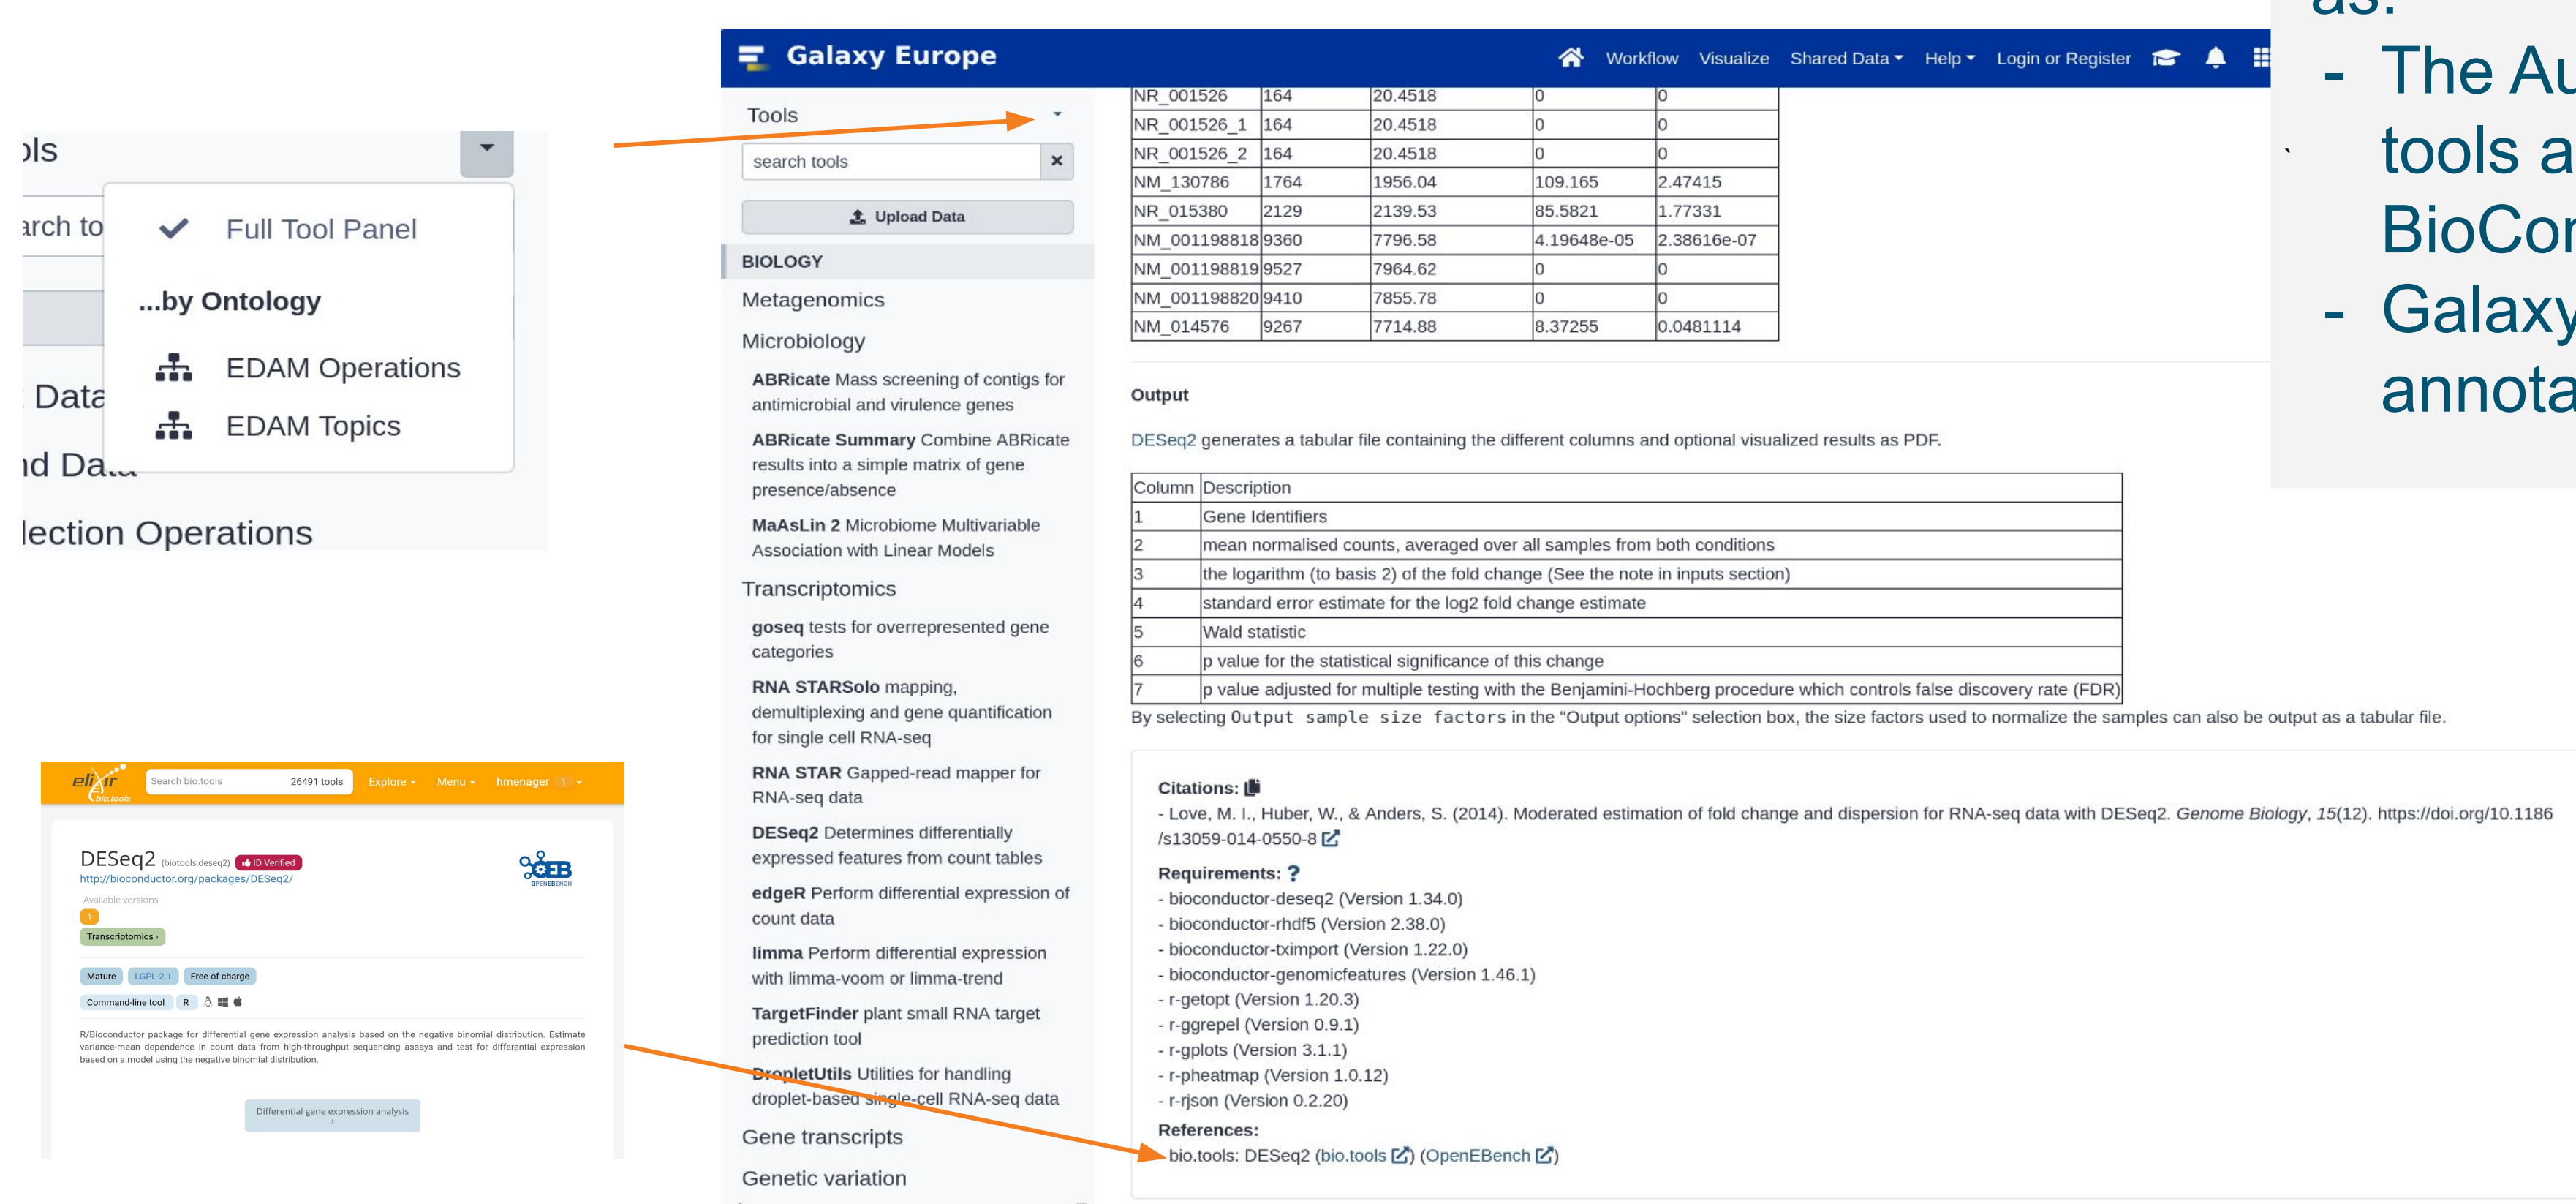 Full Tool Panel
...by Ontology
EDAM Operations
EDAM Topics
Data
Operations
elixir
bio.tools
Search bio.tools 26491 tools Explore Menu hmenager 1
DESeq2 (biotools:deseq2) ID Verified
http://bioconductor.org/packages/DESeq2/
OPENEBENCH
Available versions
1
Transcriptomics ›
Mature LGPL-2.1 Free of charge
Command-line tool R
R/Bioconductor package for differential gene expression analysis based on the negative binomial distribution. Estimate
variance-mean dependence in count data from high-throughput sequencing assays and test for differential expression
based on a model using the negative binomial distribution.
Differential gene expression analysis
›
Galaxy Europe Workflow Visualize Shared Data Help Login or Register
Tools
search tools
Upload Data
BIOLOGY
Metagenomics
Microbiology
ABRicate Mass screening of contigs for
antimicrobial and virulence genes
ABRicate Summary Combine ABRicate
results into a simple matrix of gene
presence/absence
MaAsLin 2 Microbiome Multivariable
Association with Linear Models
Transcriptomics
goseq tests for overrepresented gene
categories
RNA STARSolo mapping,
demultiplexing and gene quantification
for single cell RNA-seq
RNA STAR Gapped-read mapper for
RNA-seq data
DESeq2 Determines differentially
expressed features from count tables
edgeR Perform differential expression of
count data
limma Perform differential expression
with limma-voom or limma-trend
TargetFinder plant small RNA target
prediction tool
DropletUtils Utilities for handling
droplet-based single-cell RNA-seq data
Gene transcripts
Genetic variation
NR_001526 164 20.4518 0 0
NR_001526_1 164 20.4518 0 0
NR_001526_2 164 20.4518 0 0
NM_130786 1764 1956.04 109.165 2.47415
NR_015380 2129 2139.53 85.5821 1.77331
NM_001198818 9360 7796.58 4.19648e-05 2.38616e-07
NM_001198819 9527 7964.62 0 0
NM_001198820 9410 7855.78 0 0
NM_014576 9267 7714.88 8.37255 0.0481114
Output
DESeq2 generates a tabular file containing the different columns and optional visualized results as PDF.
Column Description
1 Gene Identifiers
2 mean normalised counts, averaged over all samples from both conditions
3 the logarithm (to basis 2) of the fold change (See the note in inputs section)
4 standard error estimate for the log2 fold change estimate
5 Wald statistic
6 p value for the statistical significance of this change
7 p value adjusted for multiple testing with the Benjamini-Hochberg procedure which controls false discovery rate (FDR)
By selecting Output sample size factors in the "Output options" selection box, the size factors used to normalize the samples can also be output as a tabular file.
Citations:
- Love, M. I., Huber, W., & Anders, S. (2014). Moderated estimation of fold change and dispersion for RNA-seq data with DESeq2. Genome Biology, 15(12). https://doi.org/10.1186
/s13059-014-0550-8
Requirements: ?
- bioconductor-deseq2 (Version 1.34.0)
- bioconductor-rhdf5 (Version 2.38.0)
- bioconductor-tximport (Version 1.22.0)
- bioconductor-genomicfeatures (Version 1.46.1)
- r-getopt (Version 1.20.3)
- r-ggrepel (Version 0.9.1)
- r-gplots (Version 3.1.1)
- r-pheatmap (Version 1.0.12)
- r-rjson (Version 0.2.20)
References:
bio.tools: DESeq2 (bio.tools) (OpenEBench)
as:
- The
tools
- Galaxy